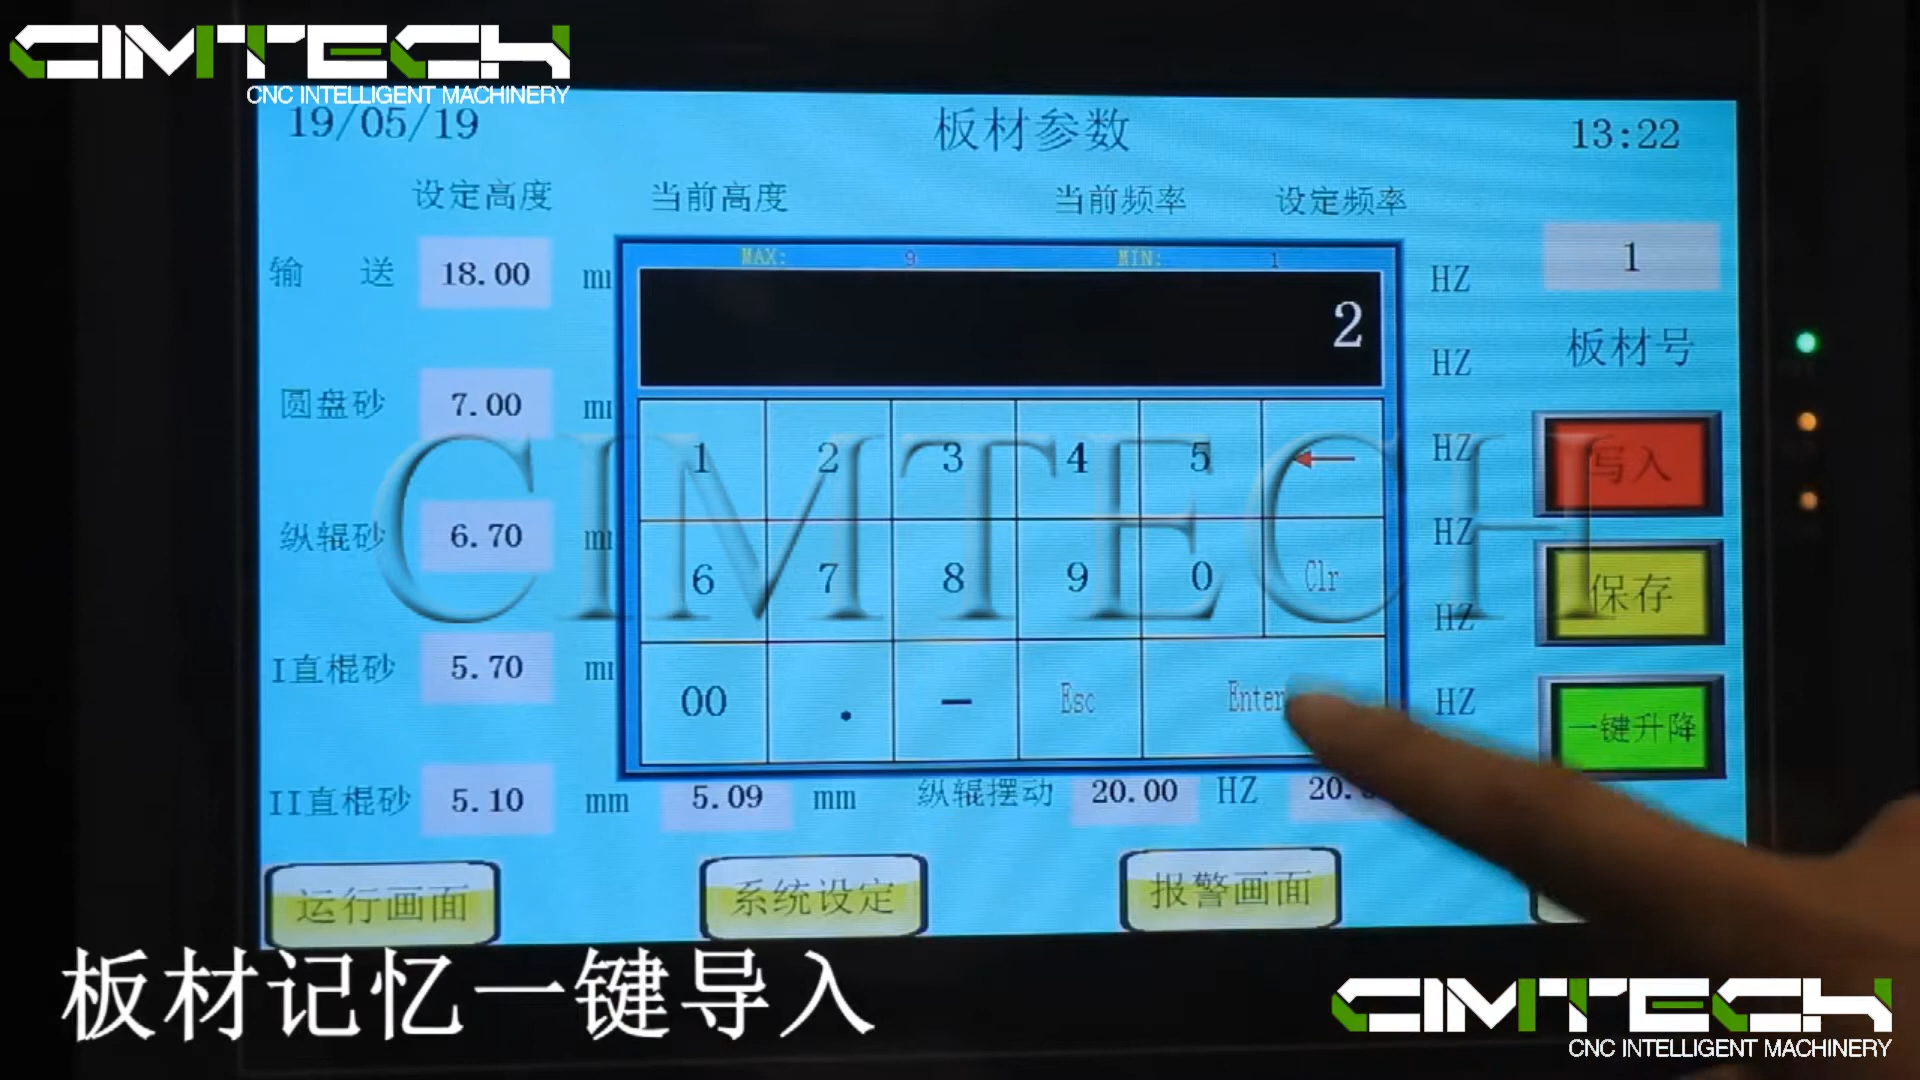 CIMTECH
CNC INTELLIGENT MACHINERY
19/05/19 板材参数 13:22
设定高度 当前高度 当前频率 设定频率
MAX: 9 MIN: 1
输 送 18.00 HZ 1
2
HZ 板材号
圆盘砂 7.00
1 2 3 4 5 ← HZ 写入
纵辊砂 6.70 HZ
6 7 8 9 0 Clr HZ 保存
I直棍砂 5.70
00 . - Esc Enter HZ 一键升降
II直棍砂 5.10 mm 5.09 mm 纵辊摆动 20.00 HZ
运行画面 系统设定 报警画面
CIMTECH
板材记忆一键导入
CIMTECH
CNC INTELLIGENT MACHINERY